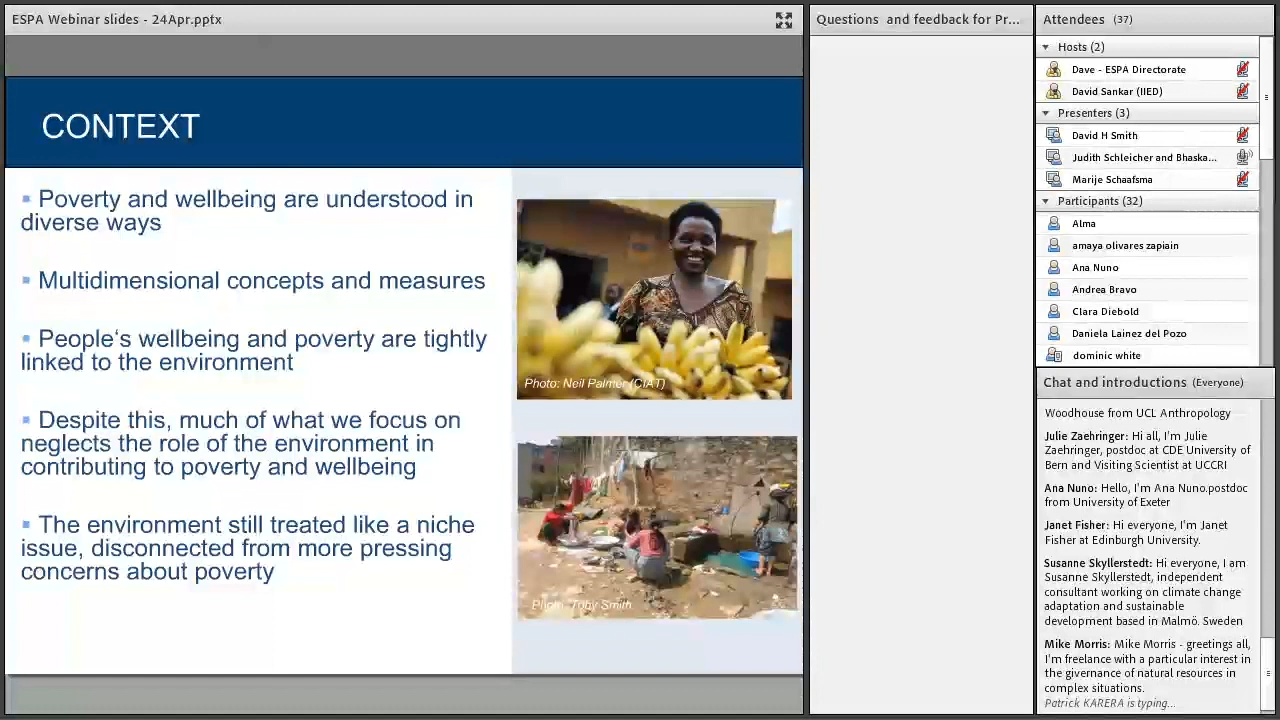 ESPA Webinar slides - 24Apr.pptx
CONTEXT
▪ Poverty and wellbeing are understood in
diverse ways
▪ Multidimensional concepts and measures
▪ People‘s wellbeing and poverty are tightly
linked to the environment
▪ Despite this, much of what we focus on
neglects the role of the environment in
contributing to poverty and wellbeing
▪ The environment still treated like a niche
issue, disconnected from more pressing
concerns about poverty
Photo: Neil Palmer (CIAT)
Photo: Toby Smith
Questions and feedback for Pr...
Attendees (37)
Hosts (2)
Dave - ESPA Directorate
David Sankar (IIED)
Presenters (3)
David H Smith
Judith Schleicher and Bhaska...
Marije Schaafsma
Participants (32)
Alma
amaya olivares zapiain
Ana Nuno
Andrea Bravo
Clara Diebold
Daniela Lainez del Pozo
dominic white
Chat and introductions (Everyone)
Woodhouse from UCL Anthropology
Julie Zaehringer: Hi all, I'm Julie
Zaehringer, postdoc at CDE University of
Bern and Visiting Scientist at UCCRI
Ana Nuno: Hello, I'm Ana Nuno.postdoc
from University of Exeter
Janet Fisher: Hi everyone, I'm Janet
Fisher at Edinburgh University.
Susanne Skyllerstedt: Hi everyone, I am
Susanne Skyllerstedt, independent
consultant working on climate change
adaptation and sustainable
development based in Malmö. Sweden
Mike Morris: Mike Morris - greetings all,
I'm freelance with a particular interest in
the givernance of natural resources in
complex situations.
Patrick KARERA is typing...